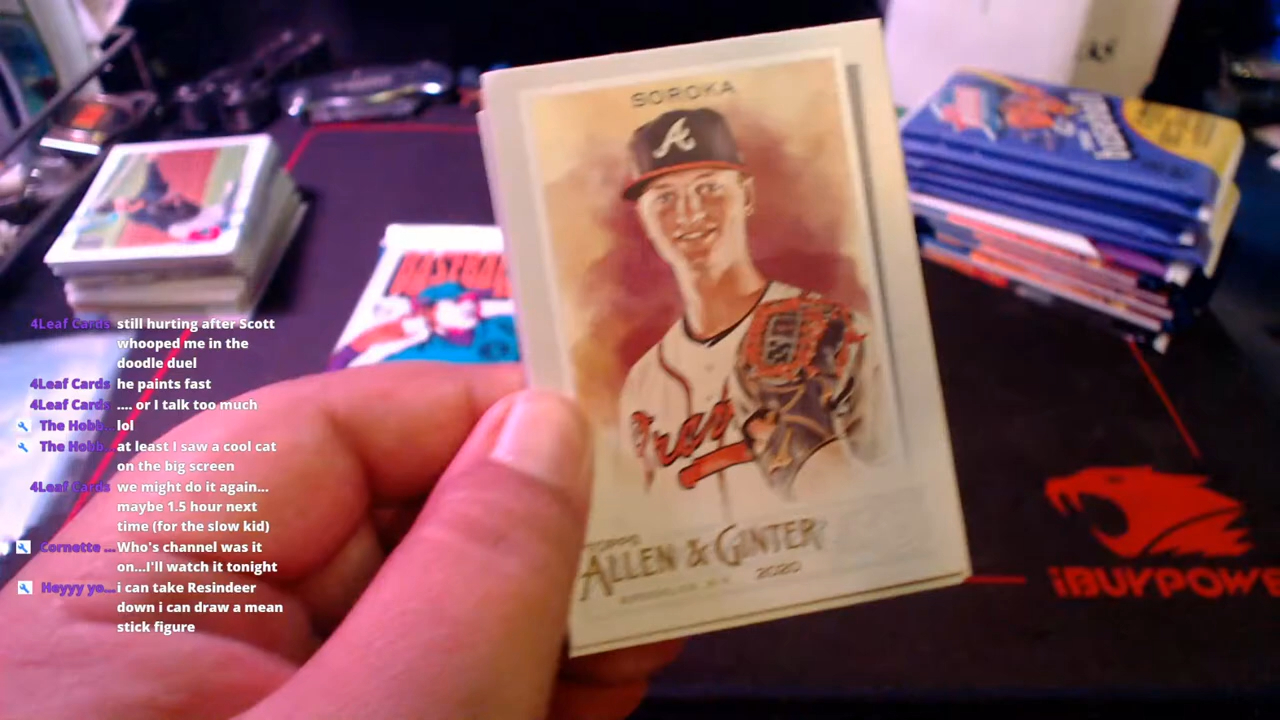 SOROKA
A
Brav
TOPPS
ALLEN & GINTER
2020
BASEBALL
iBUYPOWE
4Leaf Cards still hurting after Scott
whooped me in the
doodle duel
4Leaf Cards he paints fast
4Leaf Cards .... or I talk too much
The Hobb... lol
The Hobb... at least I saw a cool cat
on the big screen
4Leaf Cards we might do it again...
maybe 1.5 hour next
time (for the slow kid)
Cornette ... Who's channel was it
on...I'll watch it tonight
Heyyy yo... i can take Resindeer
down i can draw a mean
stick figure